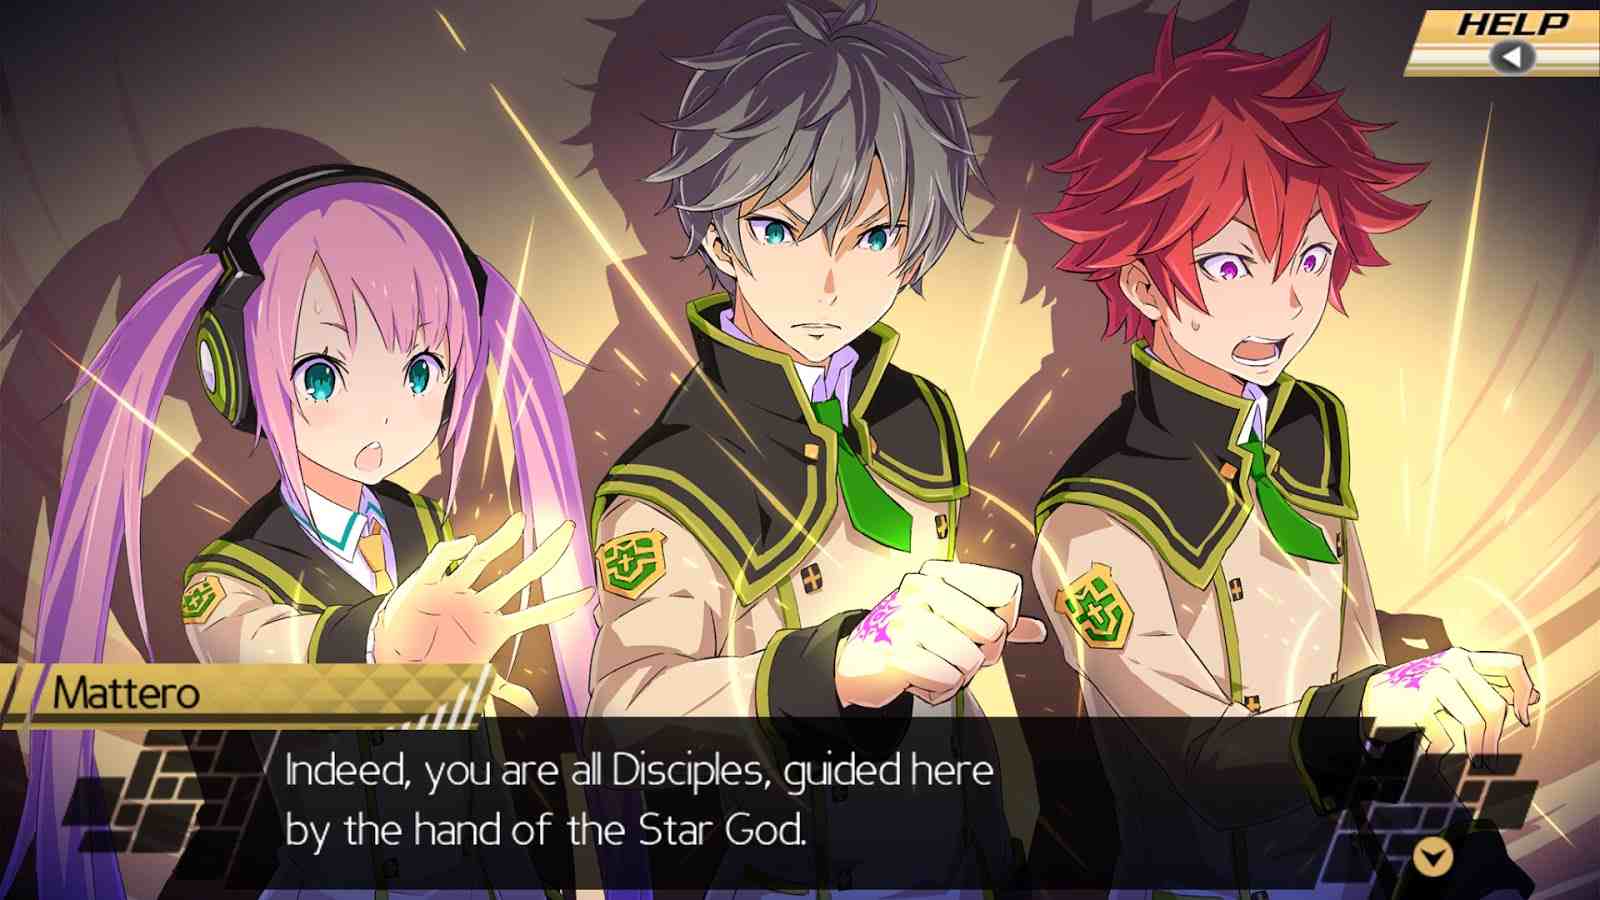 HELP
Mattero
Indeed, you are all Disciples, guided here
by the hand of the Star God.